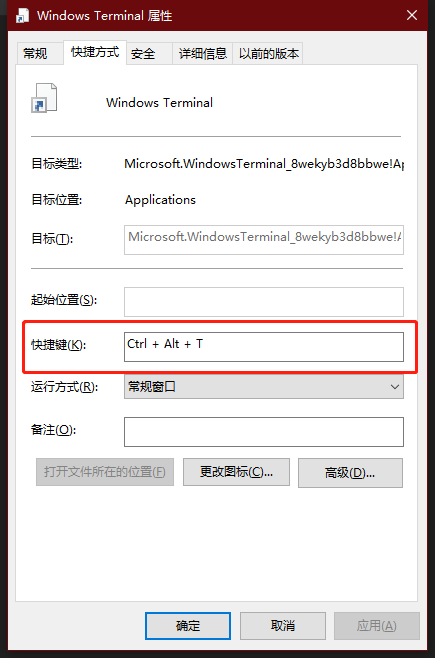 Windows Terminal 属性
常规 快捷方式 安全 详细信息 以前的版本
Windows Terminal
目标类型: Microsoft.WindowsTerminal_8wekyb3d8bbwe!Ap
目标位置: Applications
目标(T): Microsoft.WindowsTerminal_8wekyb3d8bbwe!A
起始位置(S):
快捷键(K): Ctrl + Alt + T
运行方式(R): 常规窗口
备注(O):
打开文件所在的位置(F) 更改图标(C)... 高级(D)...
确定 取消 应用(A)